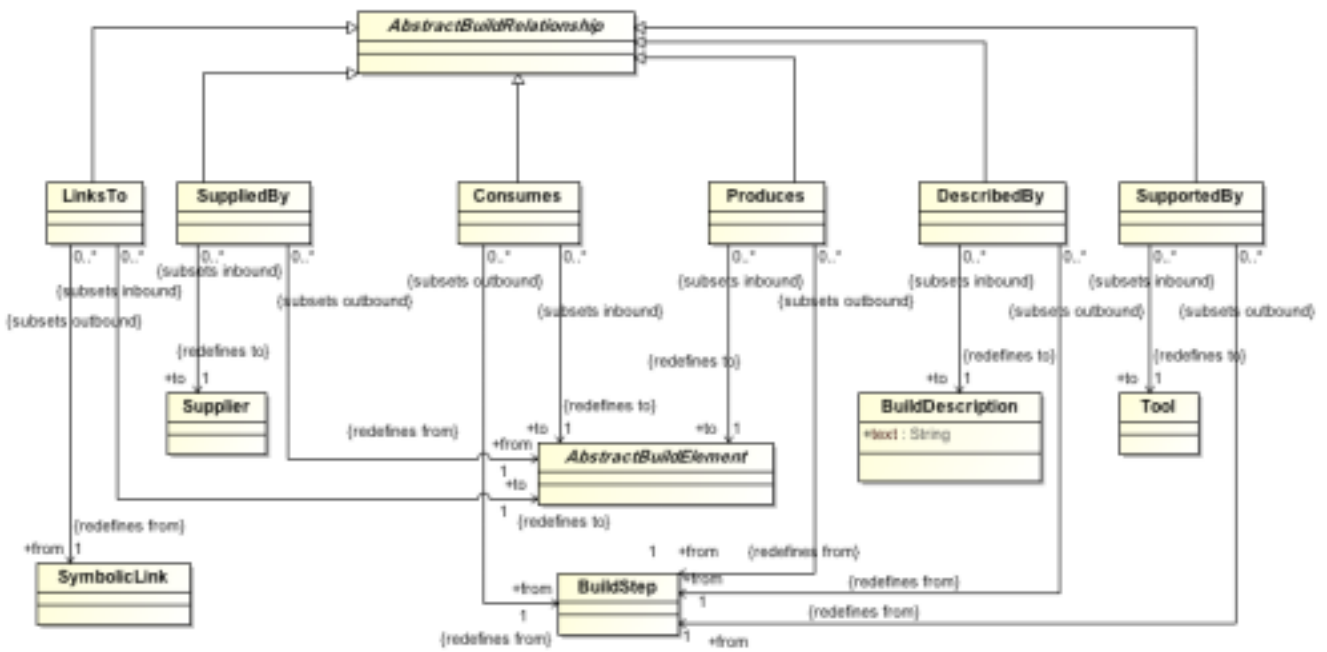 AbstractBuildRelationship
LinksTo
SuppliedBy
Consumes
Produces
DescribedBy
SupportedBy
0..* 0..* 0..* 0..* 0..* 0..* 0..* 0..* 0..* 0..* 0..*
{subsets inbound}
{subsets outbound} {subsets inbound} {subsets inbound} {subsets inbound}
{subsets inbound}
{subsets outbound} {subsets outbound}
{subsets inbound} {subsets outbound} {subsets outbound}
{subsets outbound}
{redefines to} {redefines to} {redefines to}
{redefines to}
+to 1 +to 1 +to 1
Supplier
BuildDescription
Tool
{redefines to}
+text : String
{redefines from} +to 1 +to 1
+from
AbstractBuildElement
1
+to
1 {redefines to}
{redefines from}
+from 1
1 +from {redefines from}
SymbolicLink
+from
{redefines from}
BuildStep
+from
1
1
{redefines from}
1 +from
{redefines from}